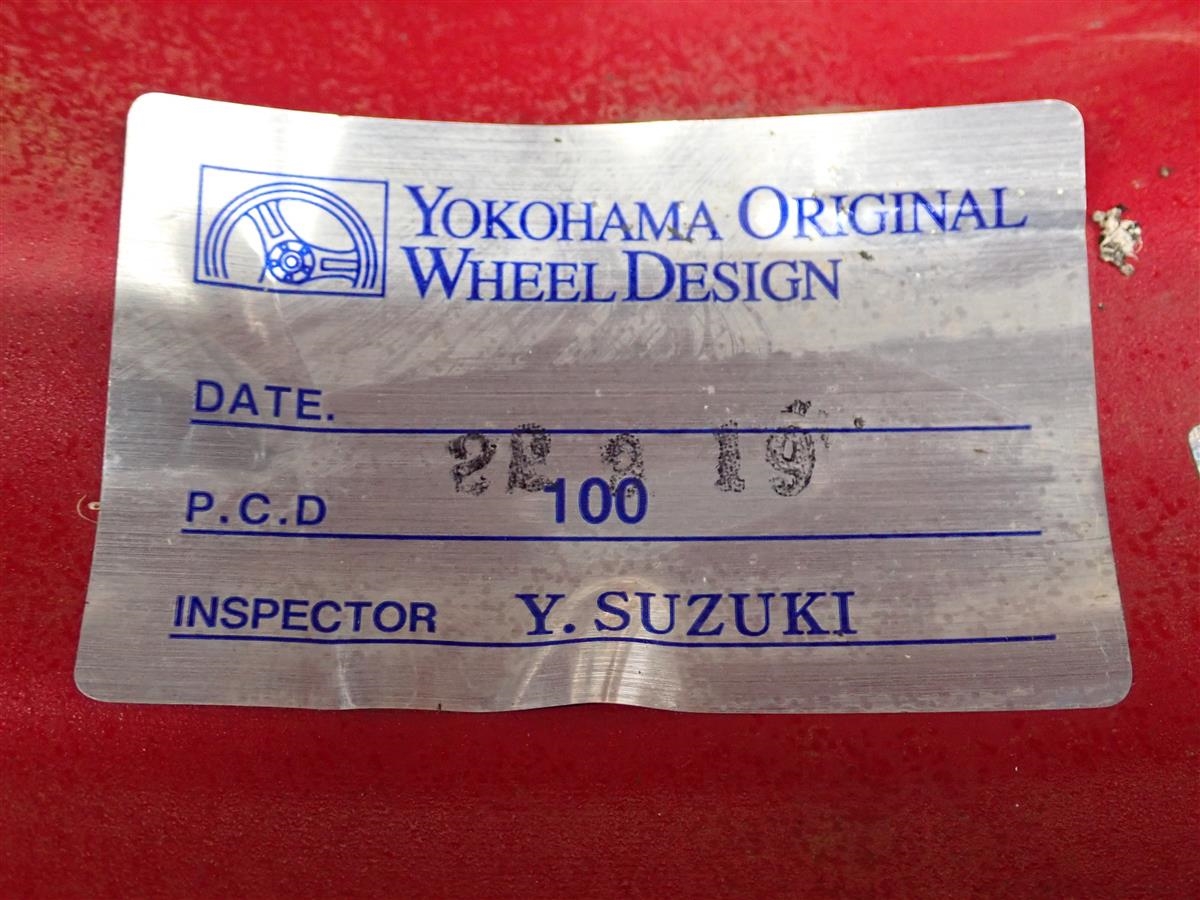 YOKOHAMA ORIGINAL
WHEEL DESIGN
DATE.
P.C.D 100
INSPECTOR Y. SUZUKI